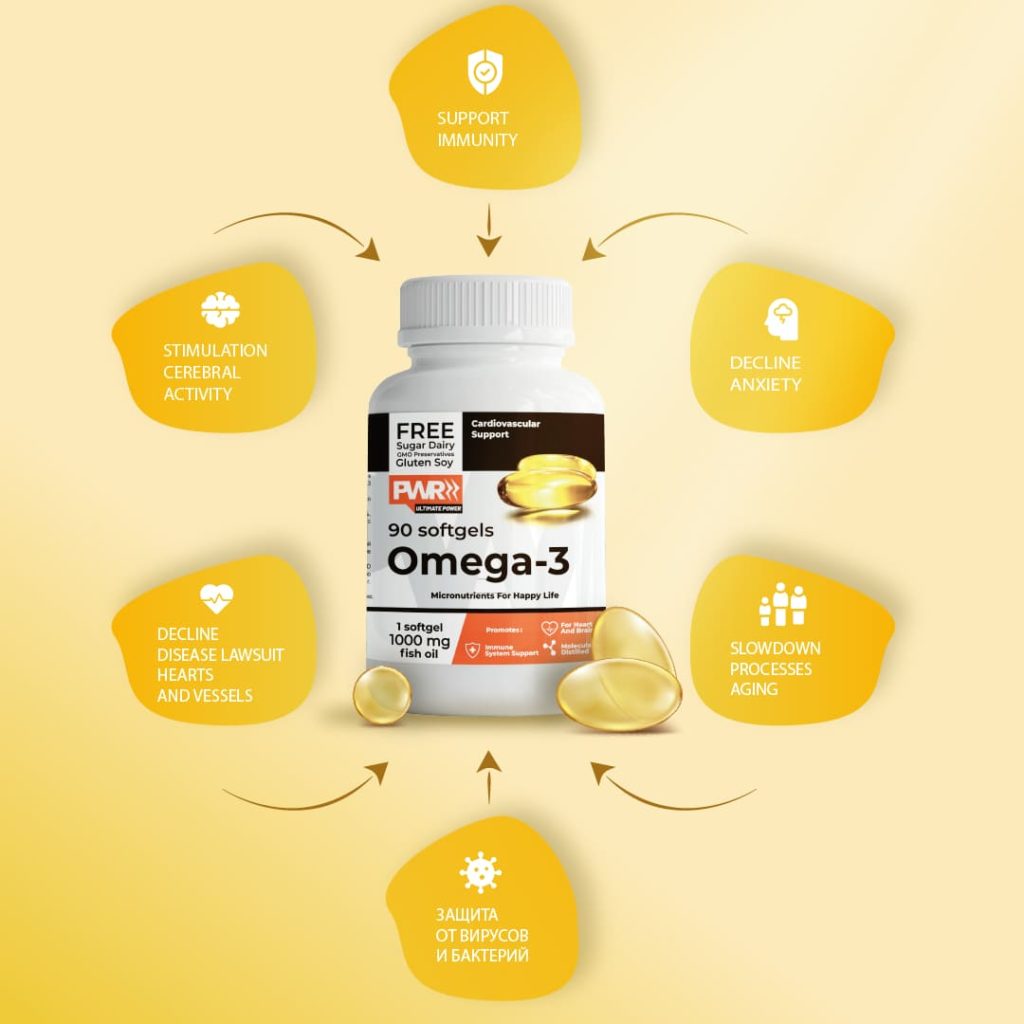 SUPPORT
IMMUNITY
STIMULATION
CEREBRAL
ACTIVITY
DECLINE
ANXIETY
FREE
Sugar Dairy
GMO Preservatives
Gluten Soy
Cardiovascular
Support
PWR
ULTIMATE POWER
90 softgels
Omega-3
Micronutrients For Happy Life
1 softgel
1000 mg
fish oil
Promotes:
For Heart
And Brain
Immune
System Support
Distilled
DECLINE
DISEASE LAWSUIT
HEARTS
AND VESSELS
SLOWDOWN
PROCESSES
AGING
ЗАЩИТА
ОТ ВИРУСОВ
И БАКТЕРИЙ